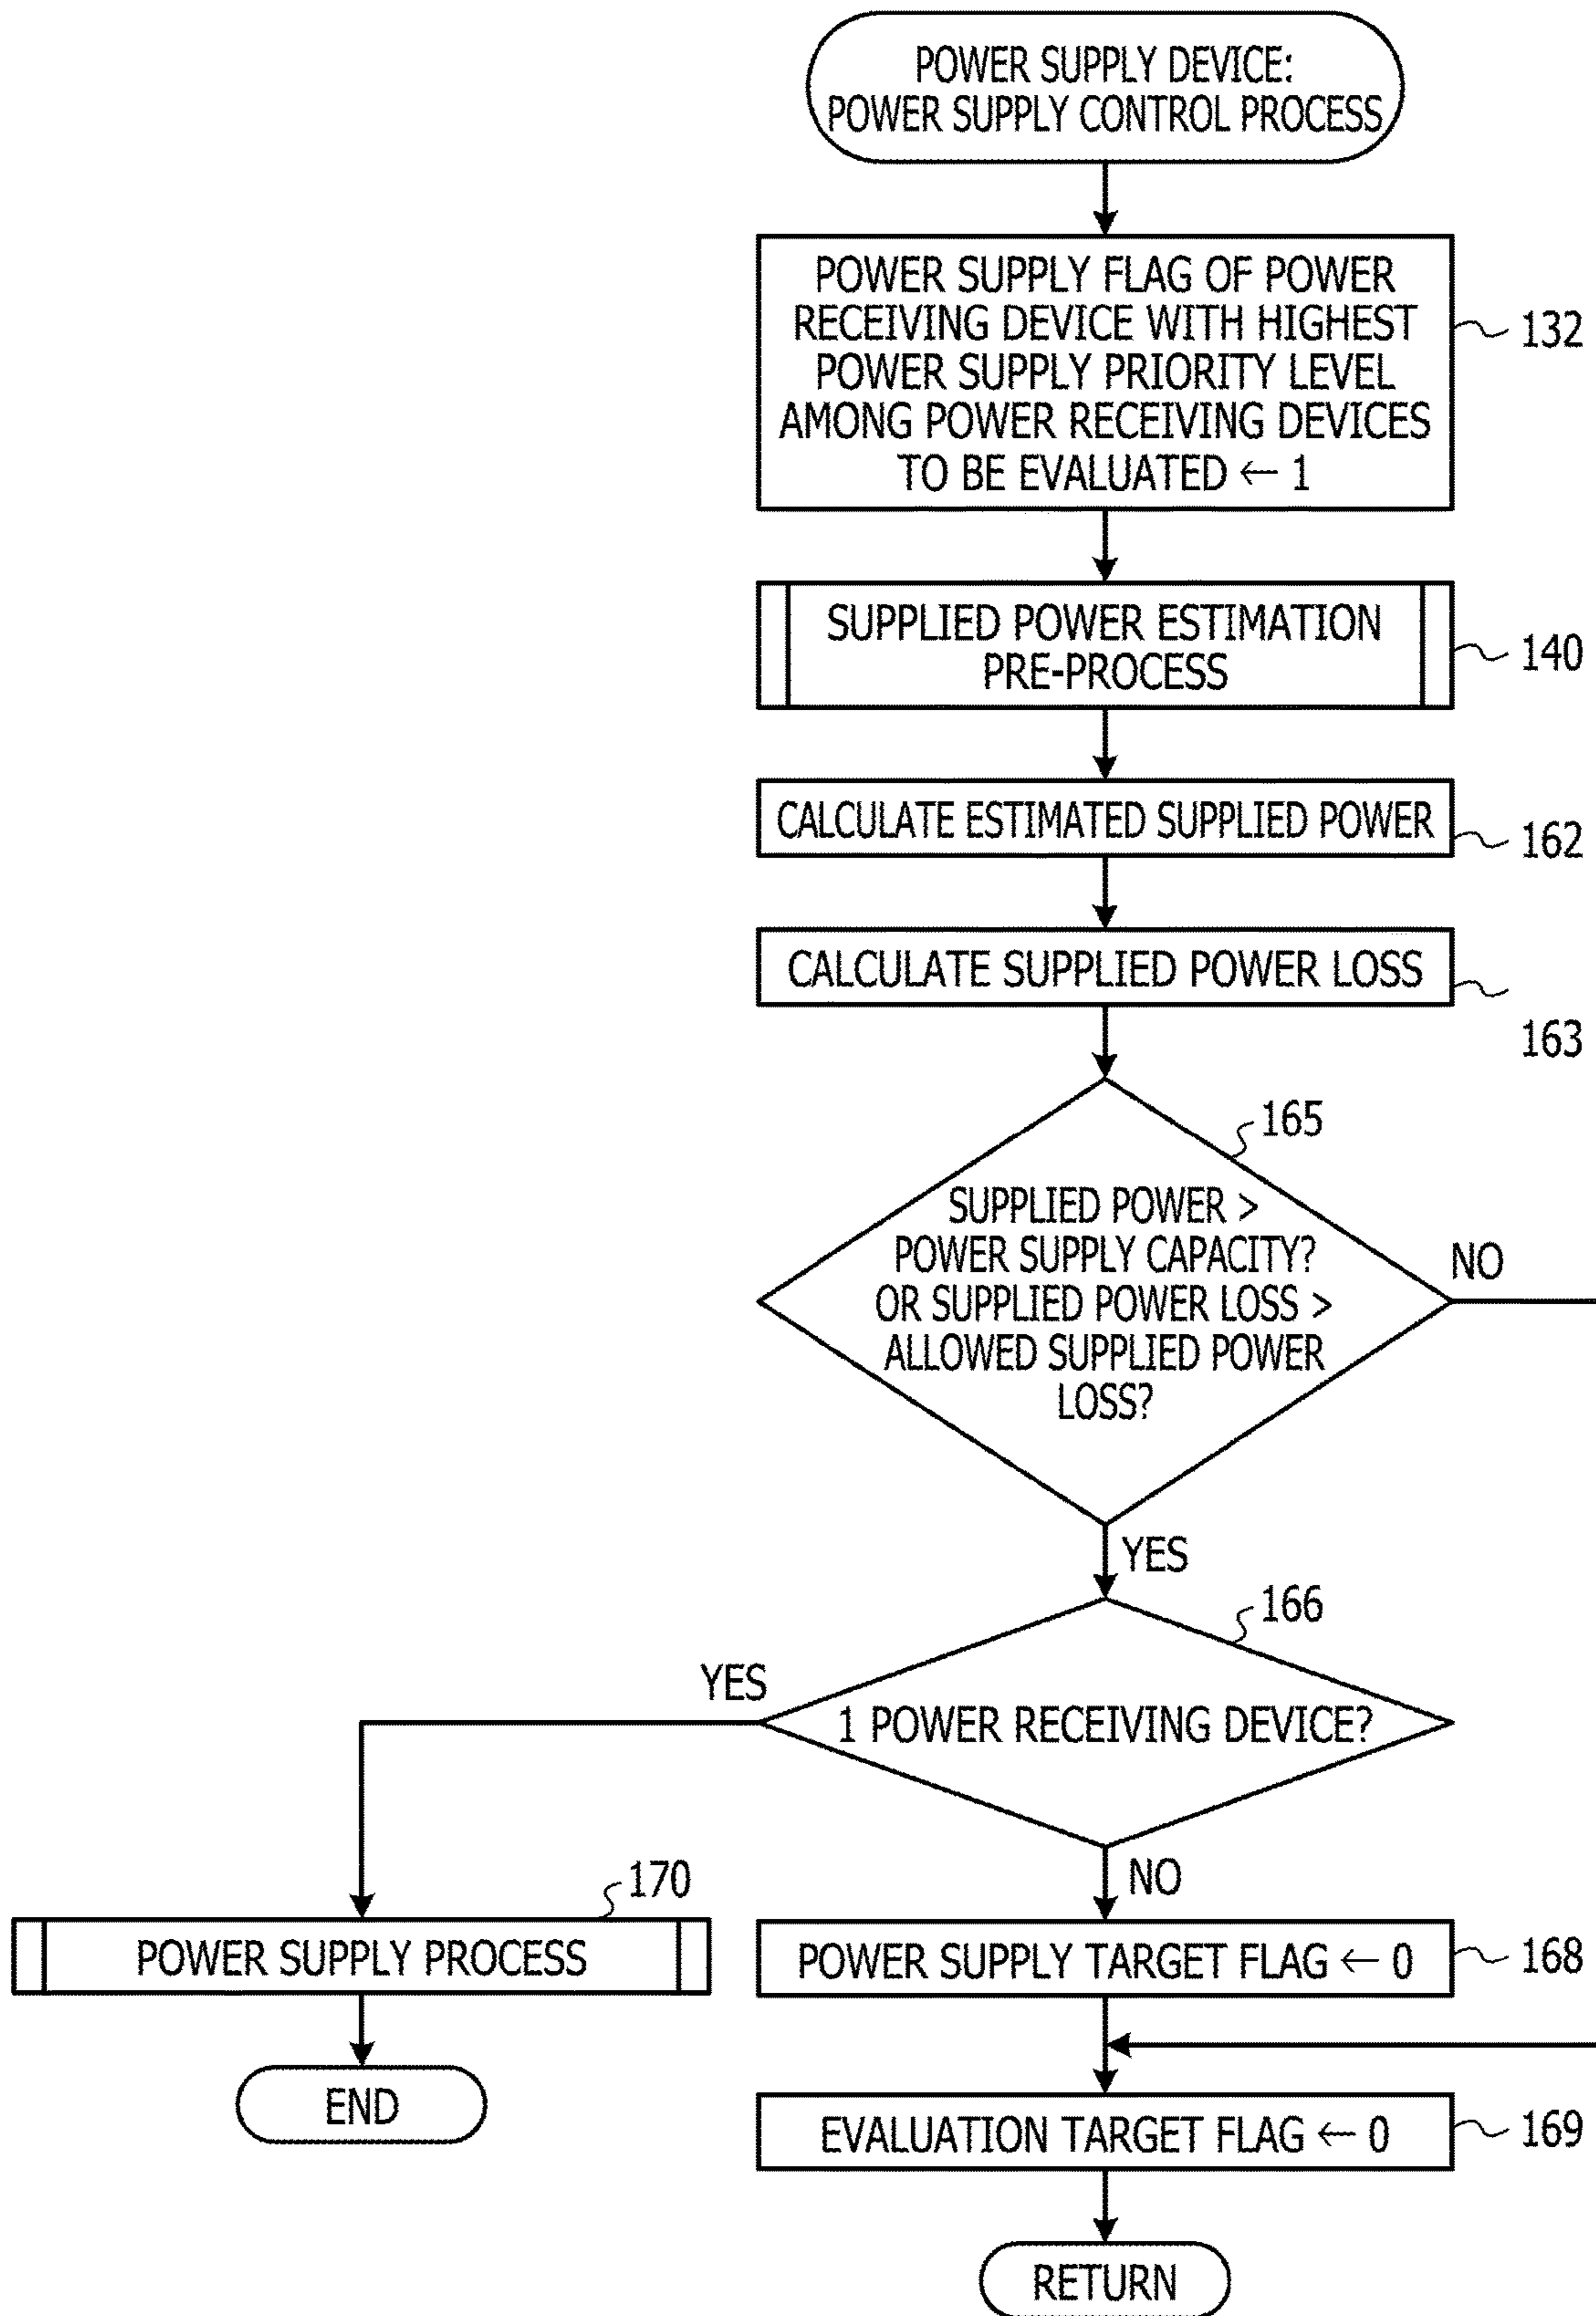 POWER SUPPLY DEVICE:
POWER SUPPLY CONTROL PROCESS
POWER SUPPLY FLAG OF POWER
RECEIVING DEVICE WITH HIGHEST
POWER SUPPLY PRIORITY LEVEL
AMONG POWER RECEIVING DEVICES
TO BE EVALUATED ← 1
132
SUPPLIED POWER ESTIMATION
PRE-PROCESS
140
CALCULATE ESTIMATED SUPPLIED POWER
162
CALCULATE SUPPLIED POWER LOSS
163
165
SUPPLIED POWER >
POWER SUPPLY CAPACITY?
OR SUPPLIED POWER LOSS >
ALLOWED SUPPLIED POWER
LOSS?
NO
YES
166
YES
1 POWER RECEIVING DEVICE?
NO
170
POWER SUPPLY PROCESS
POWER SUPPLY TARGET FLAG ← 0
168
END
EVALUATION TARGET FLAG ← 0
169
RETURN